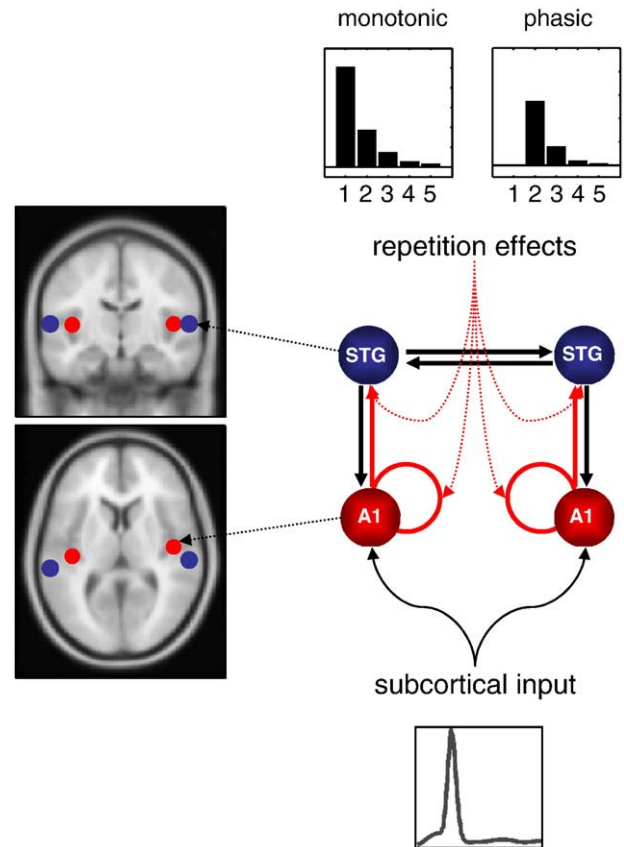 monotonic phasic
1 2 3 4 5 1 2 3 4 5
repetition effects
STG STG
A1 A1
subcortical input